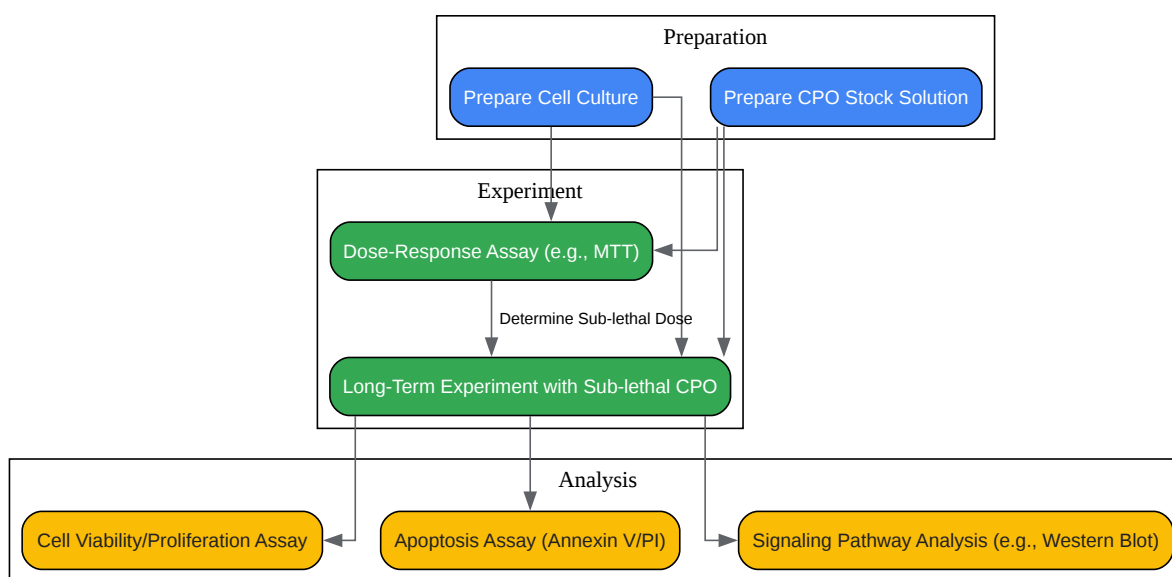 Preparation
Prepare Cell Culture
Prepare CPO Stock Solution
Experiment
Dose-Response Assay (e.g., MTT)
Determine Sub-lethal Dose
Long-Term Experiment with Sub-lethal CPO
Analysis
Cell Viability/Proliferation Assay
Apoptosis Assay (Annexin V/PI)
Signaling Pathway Analysis (e.g., Western Blot)